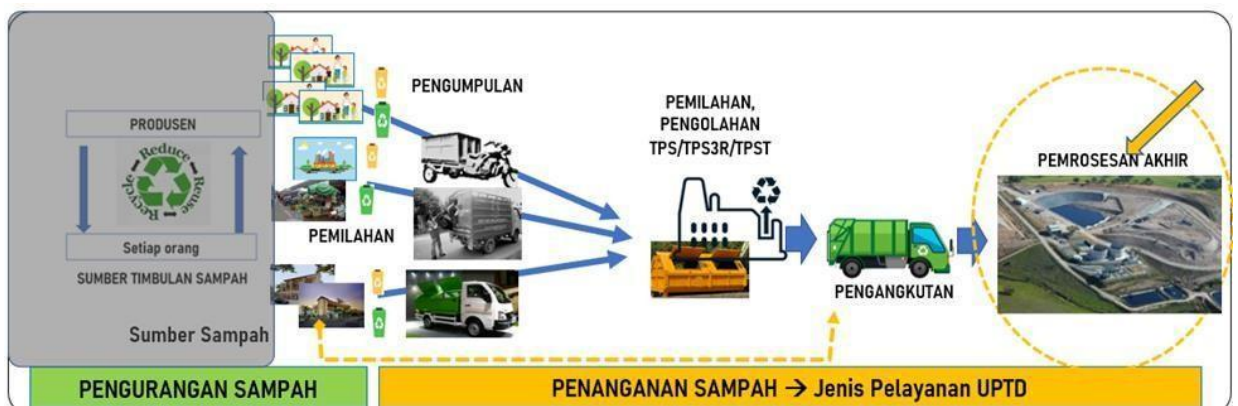 PRODUSEN
Reduce
Reuse
Recycle
Setiap orang
SUMBER TIMBULAN SAMPAH
Sumber Sampah
PENGUMPULAN
PEMILAHAN
PEMILAHAN,
PENGOLAHAN
TPS/TPS3R/TPST
PENGANGKUTAN
PEMROSESAN AKHIR
PENGURANGAN SAMPAH
PENANGANAN SAMPAH → Jenis Pelayanan UPTD